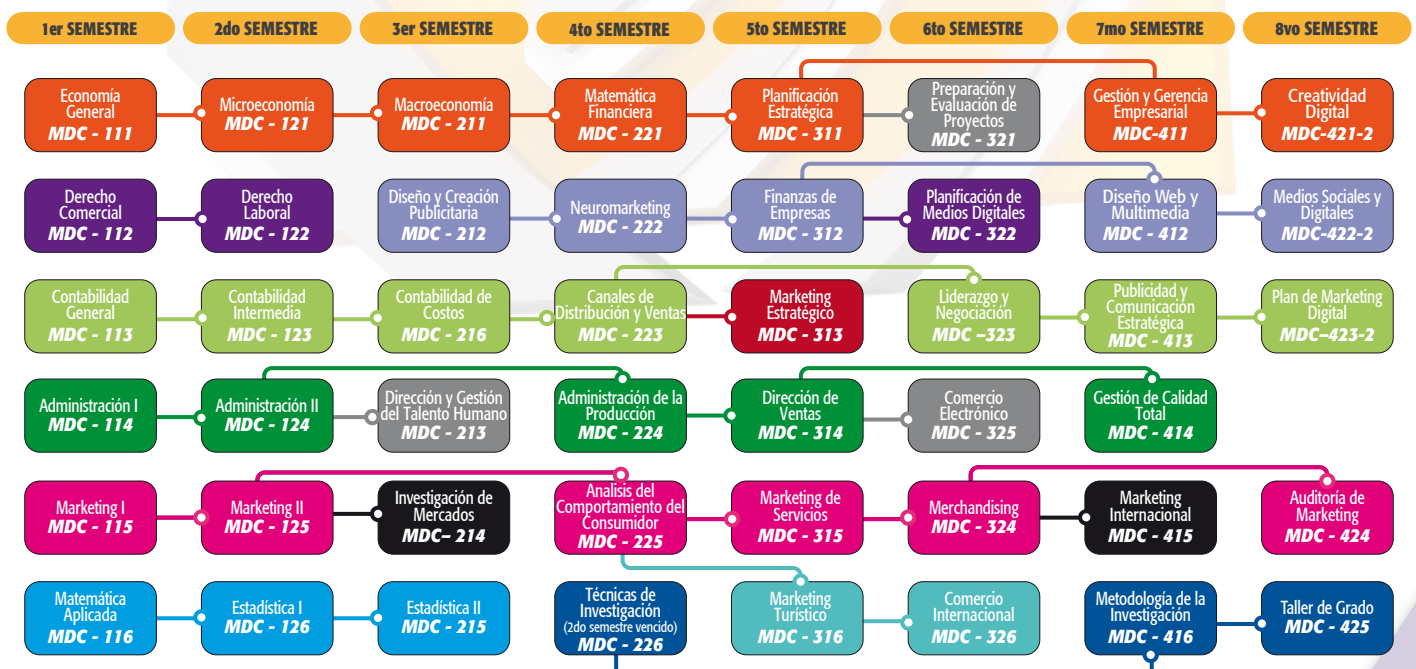 1er SEMESTRE
2do SEMESTRE
3er SEMESTRE
4to SEMESTRE
5to SEMESTRE
6to SEMESTRE
7mo SEMESTRE
8vo SEMESTRE
Economía
General
MDC - 111
Microeconomía
MDC - 121
Macroeconomía
MDC - 211
Matemática
Financiera
MDC - 221
Planificación
Estratégica
MDC - 311
Preparación y
Evaluación de
Proyectos
MDC - 321
Gestión y Gerencia
Empresarial
MDC-411
Creatividad
Digital
MDC-421-2
Derecho
Comercial
MDC - 112
Derecho
Laboral
MDC - 122
Diseño y Creación
Publicitaria
MDC - 212
Neuromarketing
MDC - 222
Finanzas de
Empresas
MDC - 312
Planificación de
Medios Digitales
MDC - 322
Diseño Web y
Multimedia
MDC - 412
Medios Sociales y
Digitales
MDC-422-2
Contabilidad
General
MDC - 113
Contabilidad
Intermedia
MDC - 123
Contabilidad de
Costos
MDC - 216
Canales de
Distribución y Ventas
MDC - 223
Marketing
Estratégico
MDC - 313
Liderazgo y
Negociación
MDC –323
Publicidad y
Comunicación
Estratégica
MDC - 413
Plan de Marketing
Digital
MDC–423-2
Administración I
MDC - 114
Administración II
MDC - 124
Dirección y Gestión
del Talento Humano
MDC - 213
Administración de la
Producción
MDC - 224
Dirección de
Ventas
MDC - 314
Comercio
Electrónico
MDC - 325
Gestión de Calidad
Total
MDC - 414
Marketing I
MDC - 115
Marketing II
MDC - 125
Investigación de
Mercados
MDC– 214
Analisis del
Comportamiento del
Consumidor
MDC - 225
Marketing de
Servicios
MDC - 315
Merchandising
MDC - 324
Marketing
Internacional
MDC - 415
Auditoría de
Marketing
MDC - 424
Matemática
Aplicada
MDC - 116
Estadística I
MDC - 126
Estadística II
MDC - 215
Técnicas de
Investigación
(2do semestre vencido)
MDC - 226
Marketing
Turístico
MDC - 316
Comercio
Internacional
MDC - 326
Metodología de la
Investigación
MDC - 416
Taller de Grado
MDC - 425